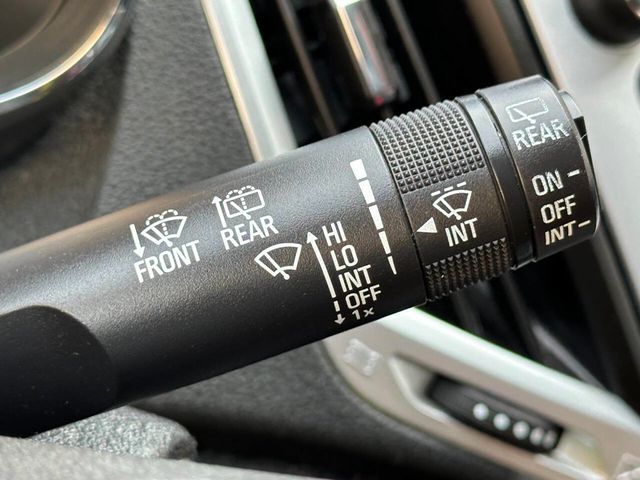 FRONT
REAR
HI
LO
INT
OFF
1x
INT
REAR
ON
OFF
INT